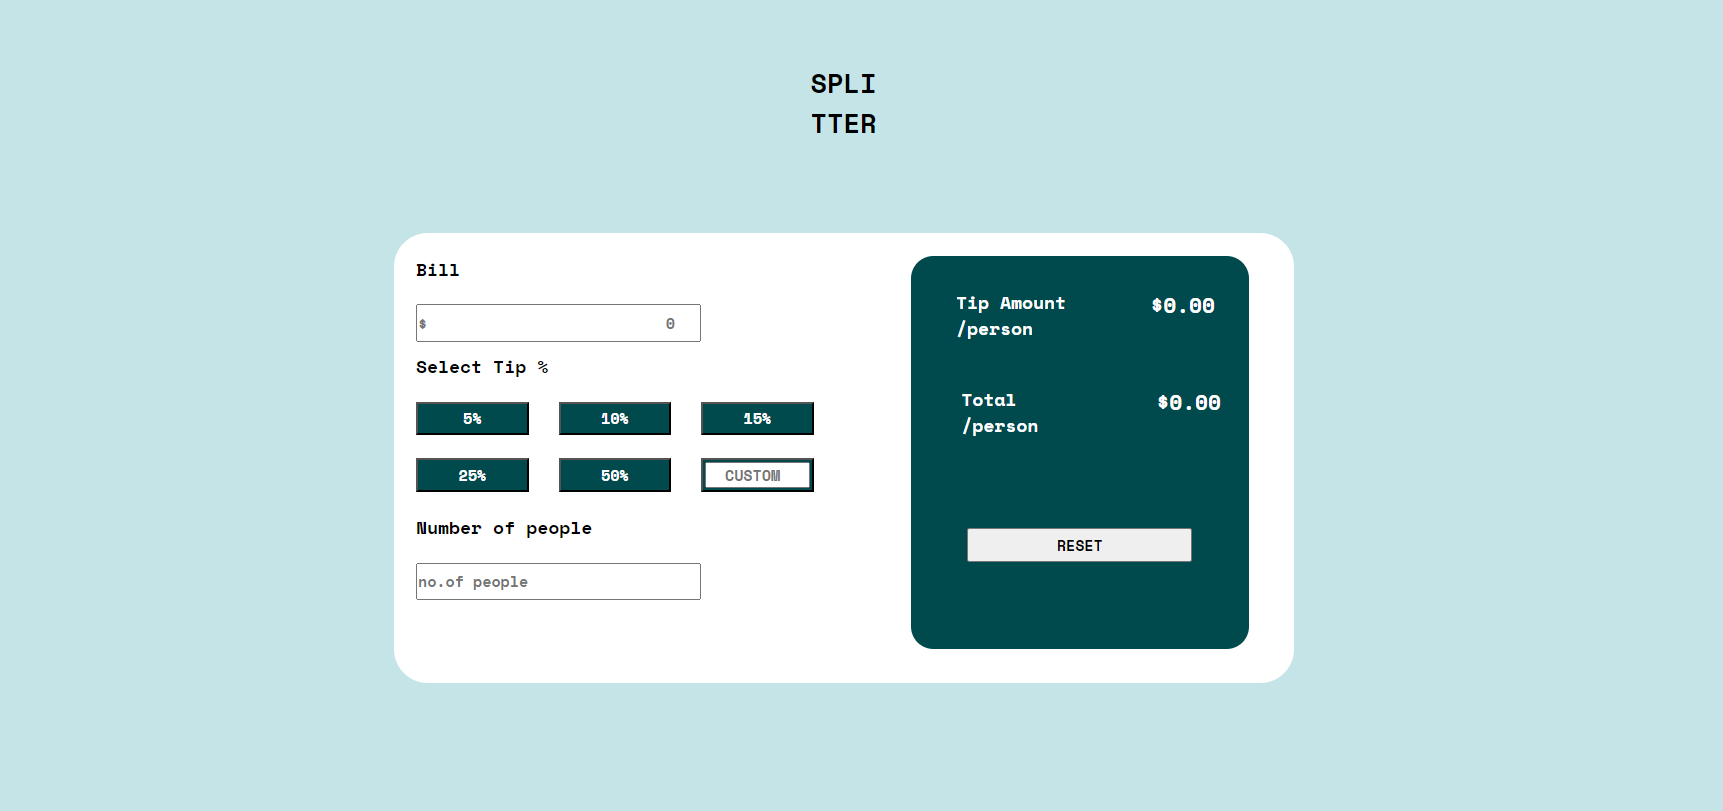 SPLI
TTER
Bill
$ 0
Select Tip %
5% 10% 15%
25% 50% CUSTOM
Number of people
no.of people
Tip Amount $0.00
/person
Total $0.00
/person
RESET